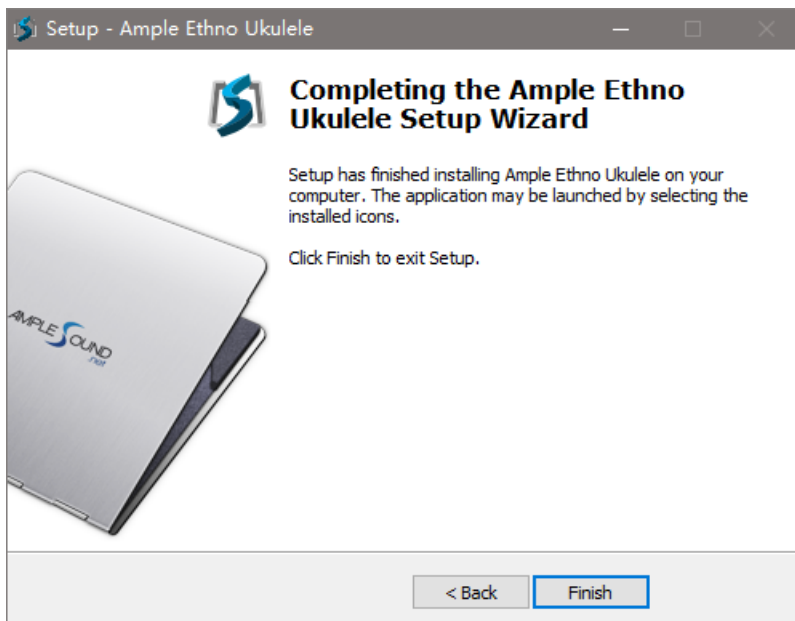 Setup - Ample Ethno Ukulele
Completing the Ample Ethno
Ukulele Setup Wizard
Setup has finished installing Ample Ethno Ukulele on your
computer. The application may be launched by selecting the
installed icons.
Click Finish to exit Setup.
AMPLE SOUND
.net
< Back
Finish